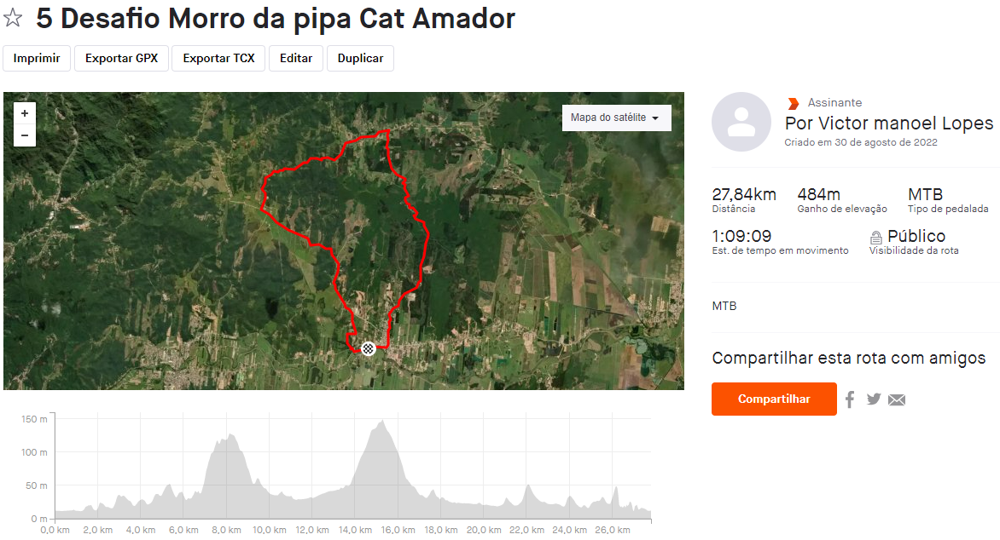 5 Desafio Morro da pipa Cat Amador
Imprimir
Exportar GPX
Exportar TCX
Editar
Duplicar
+
−
Mapa do satélite
Assinante
Por Victor manoel Lopes
Criado em 30 de agosto de 2022
27,84km
484m
MTB
Distância
Ganho de elevação
Tipo de pedalada
1:09:09
Público
Est. de tempo em movimento
Visibilidade da rota
MTB
Compartilhar esta rota com amigos
Compartilhar
150 m
100 m
50 m
0 m
0,0 km 2,0 km 4,0 km 6,0 km 8,0 km 10,0 km 12,0 km 14,0 km 16,0 km 18,0 km 20,0 km 22,0 km 24,0 km 26,0 km